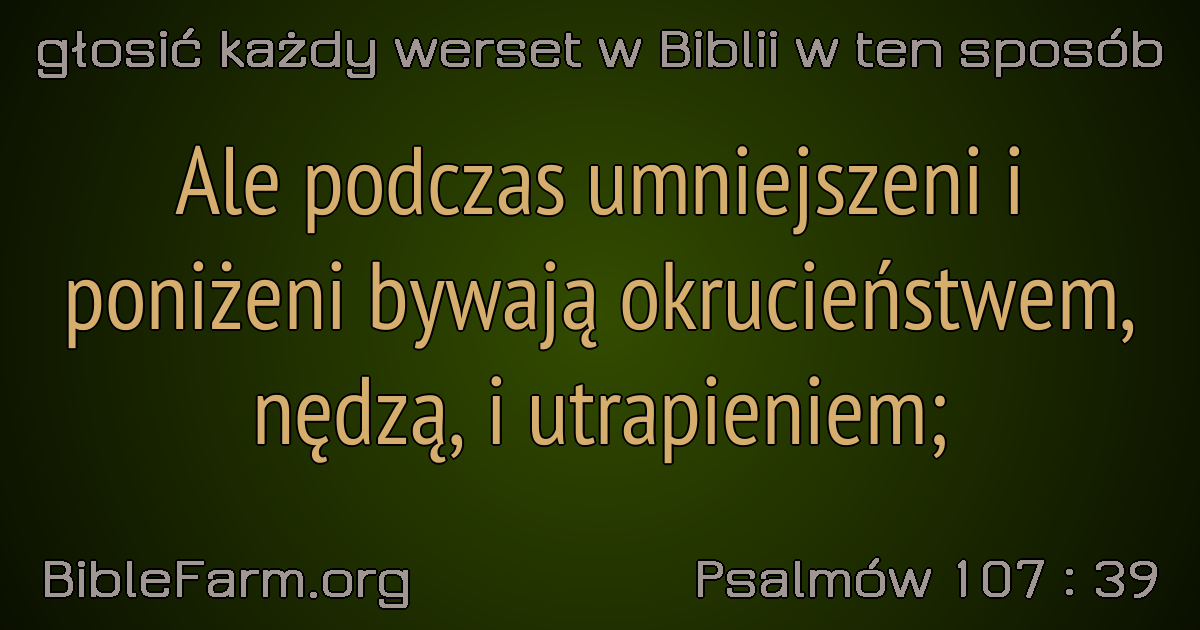 głosić każdy werset w Biblii w ten sposób
Ale podczas umniejszeni i
poniżeni bywają okrucieństwem,
nędzą, i utrapieniem;
BibleFarm.org
Psalmów 107 : 39